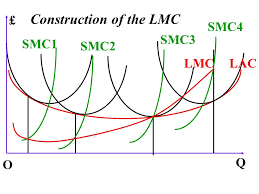 £ Construction of the LMC
SMC4
SMC1 SMC2 SMC3
LMC LAC
O Q